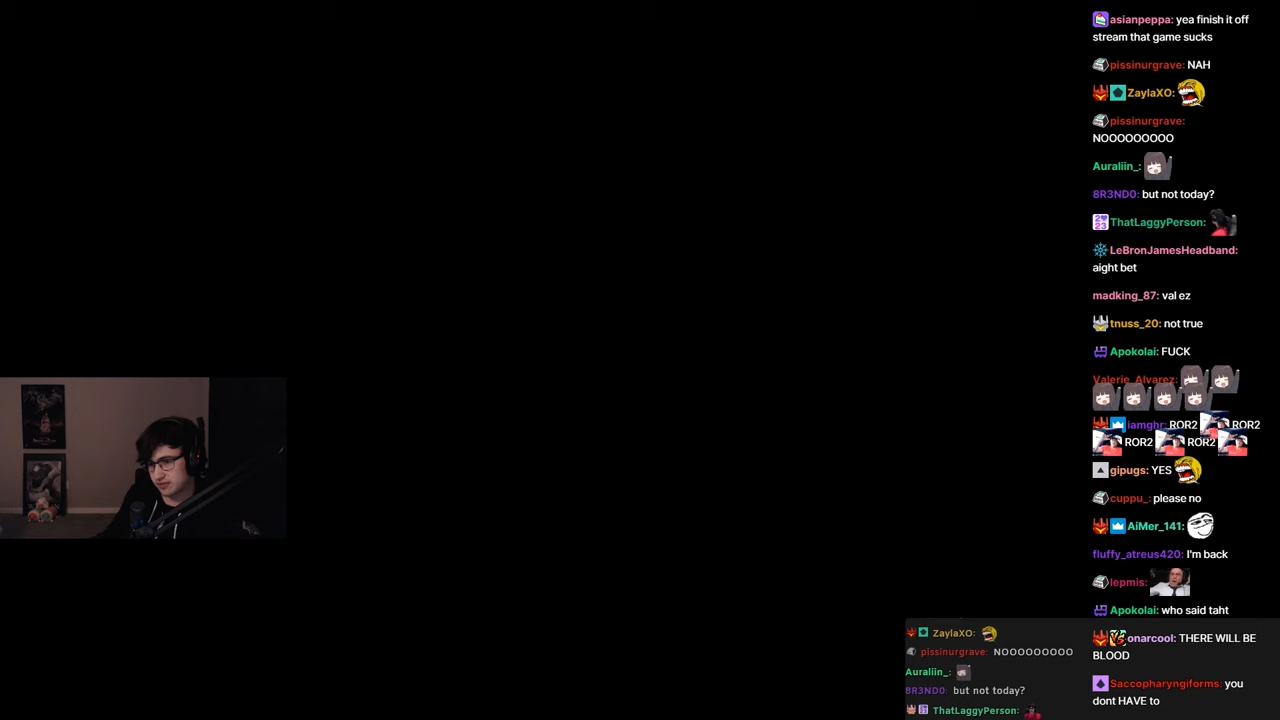 asianpeppa: yea finish it off
stream that game sucks
pissinurgrave: NAH
ZaylaXO:
pissinurgrave:
NOOOOOOOOO
Auraliin_:
8R3ND0: but not today?
ThatLaggyPerson:
LeBronJamesHeadband:
aight bet
madking_87: val ez
tnuss_20: not true
Apokolai: FUCK
Valerie_Alvarez:
iamghr: ROR2 ROR2
ROR2 ROR2
gipugs: YES
cuppu_: please no
AiMer_141:
fluffy_atreus420: I'm back
lepmis:
Apokolai: who said taht
onarcool: THERE WILL BE
BLOOD
Saccopharyngiforms: you
dont HAVE to
ZaylaXO:
pissinurgrave: NOOOOOOOOO
Auraliin_:
8R3ND0: but not today?
ThatLaggyPerson: